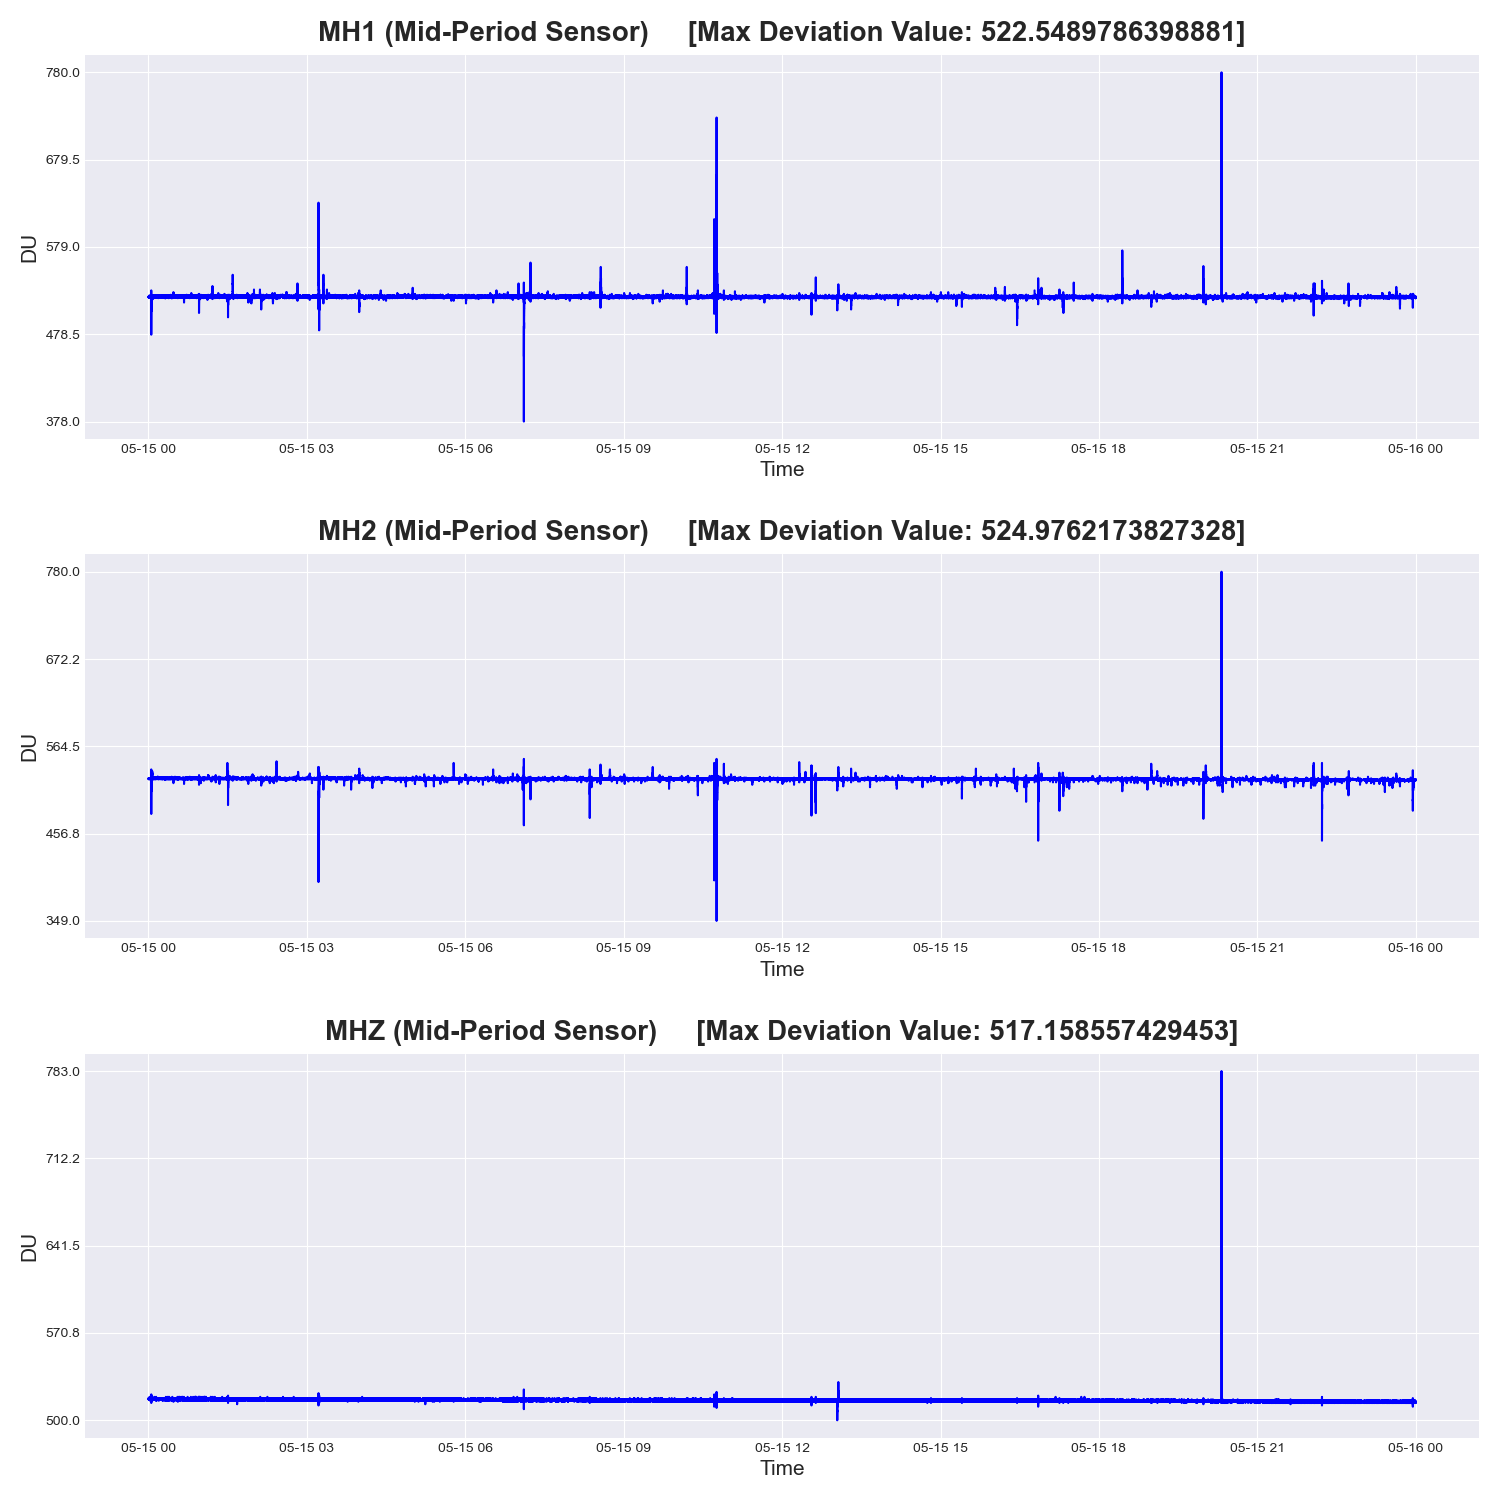 MH1 (Mid-Period Sensor) [Max Deviation Value: 522.5489786398881]
780.0
679.5
579.0
478.5
378.0
DU
05-15 00 05-15 03 05-15 06 05-15 09 05-15 12 05-15 15 05-15 18 05-15 21 05-16 00
Time
MH2 (Mid-Period Sensor) [Max Deviation Value: 524.9762173827328]
780.0
672.2
564.5
456.8
349.0
DU
05-15 00 05-15 03 05-15 06 05-15 09 05-15 12 05-15 15 05-15 18 05-15 21 05-16 00
Time
MHZ (Mid-Period Sensor) [Max Deviation Value: 517.158557429453]
783.0
712.2
641.5
570.8
500.0
DU
05-15 00 05-15 03 05-15 06 05-15 09 05-15 12 05-15 15 05-15 18 05-15 21 05-16 00
Time